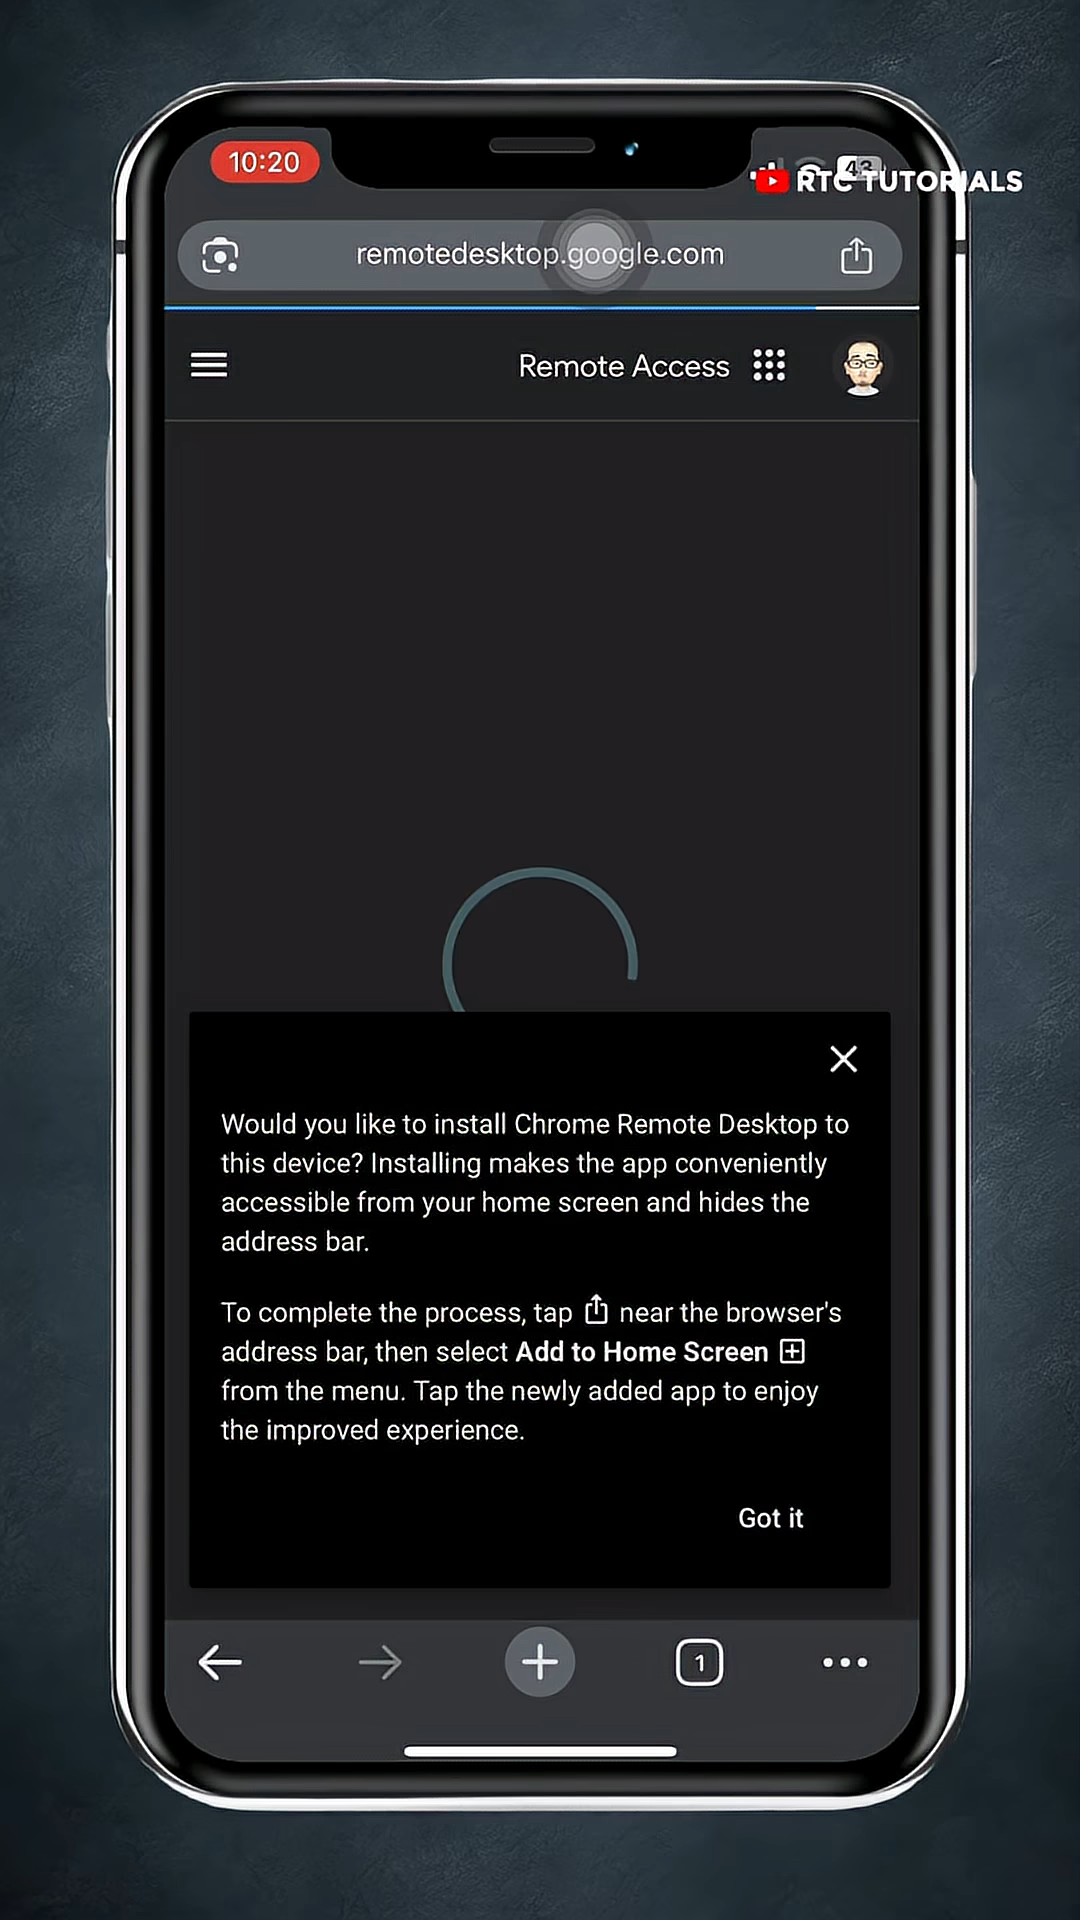 10:20
43
RTC TUTORIALS
remotedesktop.google.com
Remote Access
Would you like to install Chrome Remote Desktop to
this device? Installing makes the app conveniently
accessible from your home screen and hides the
address bar.
To complete the process, tap near the browser's
address bar, then select Add to Home Screen
from the menu. Tap the newly added app to enjoy
the improved experience.
Got it
1